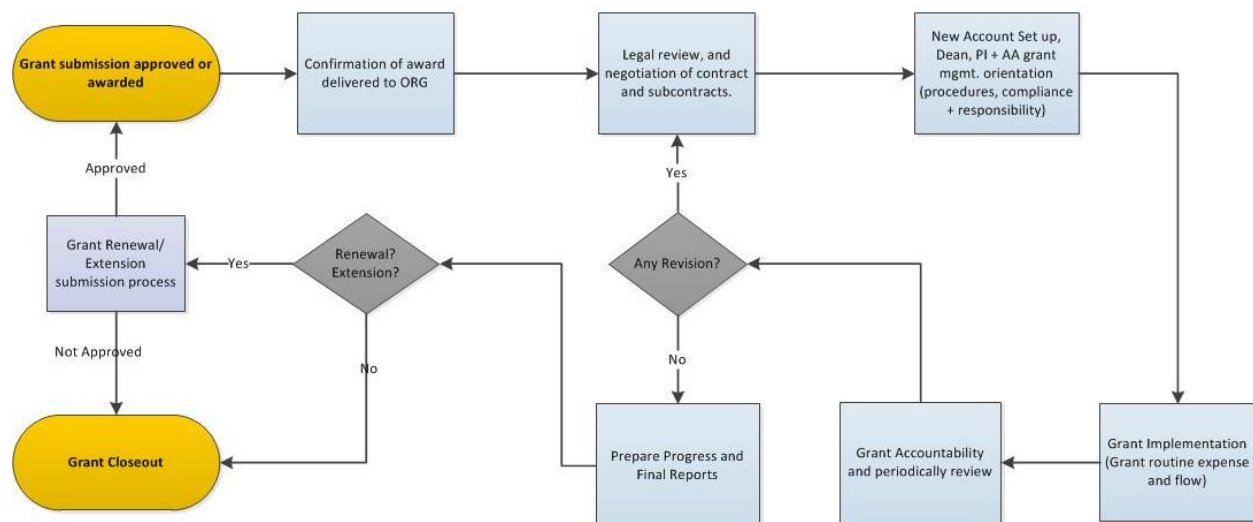 Grant submission approved or
awarded
Confirmation of award
delivered to ORG
Legal review, and
negotiation of contract
and subcontracts.
New Account Set up,
Dean, PI + AA grant
mgmt. orientation
(procedures, compliance
+ responsibility)
Approved
Yes
Grant Renewal/
Extension
submission process
Yes
Renewal?
Extension?
Any Revision?
Not Approved
No
No
Grant Closeout
Prepare Progress and
Final Reports
Grant Accountability
and periodically review
Grant Implementation
(Grant routine expense
and flow)